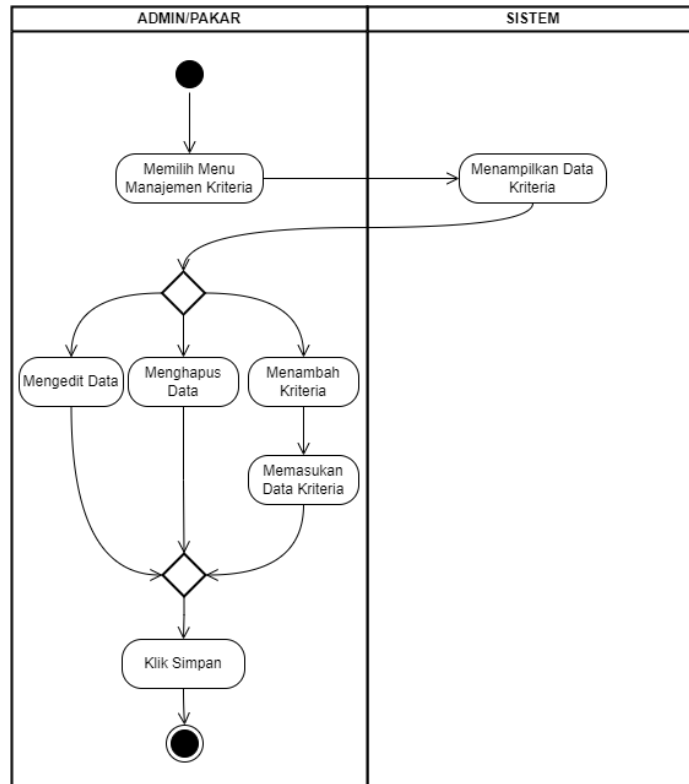 ADMIN/PAKAR
SISTEM
Memilih Menu
Manajemen Kriteria
Menampilkan Data
Kriteria
Mengedit Data
Menghapus
Data
Menambah
Kriteria
Memasukan
Data Kriteria
Klik Simpan